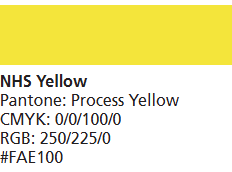 NHS Yellow
Pantone: Process Yellow
CMYK: 0/0/100/0
RGB: 250/225/0
#FAE100